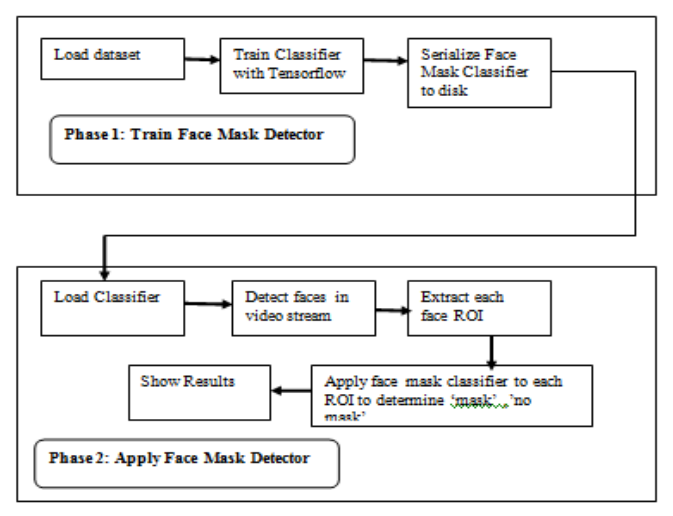 Load dataset
Train Classifier
with Tensorflow
Serialize Face
Mask Classifier
to disk
Phase 1: Train Face Mask Detector
Load Classifier
Detect faces in
video stream
Extract each
face ROI
Show Results
Apply face mask classifier to each
ROI to determine ‘mask’..’no
mask’
Phase 2: Apply Face Mask Detector